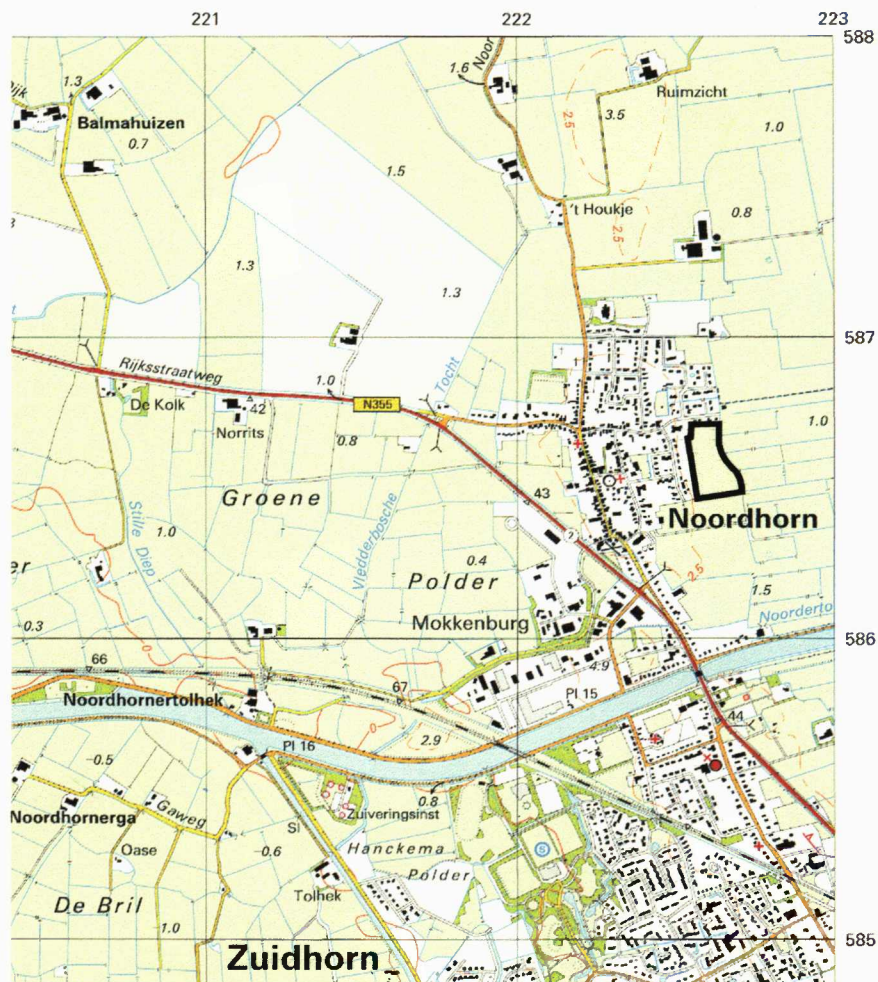 221 222 223
588
Noor
1.6
1.3
Balmahuizen
0.7
Ruimzicht
3.5
2.5
1.0
1.5
't Houkje
0.8
2.5
1.3
1.3
587
Rijksstraatweg
1.0
N355
Tocht
De Kolk
42
Norrits
0.8
1.0
Groene
43
Noordhorn
Stille Diep
1.0
Vledderbosche
2
0.4
Polder
2.5
1.5
Mokkenburg
Noorderto
0.3
0
586
66
67
4.9
Noordhornertolhek
Pl 15
Pl 16
0
2.9
44
-0.5
0.8
Noordhornerga
Gaweg
Sl
Zuiveringsinst
Oase
-0.6
Hanckema
Polder
S
Tolhek
De Bril
1.0
Zuidhorn
585